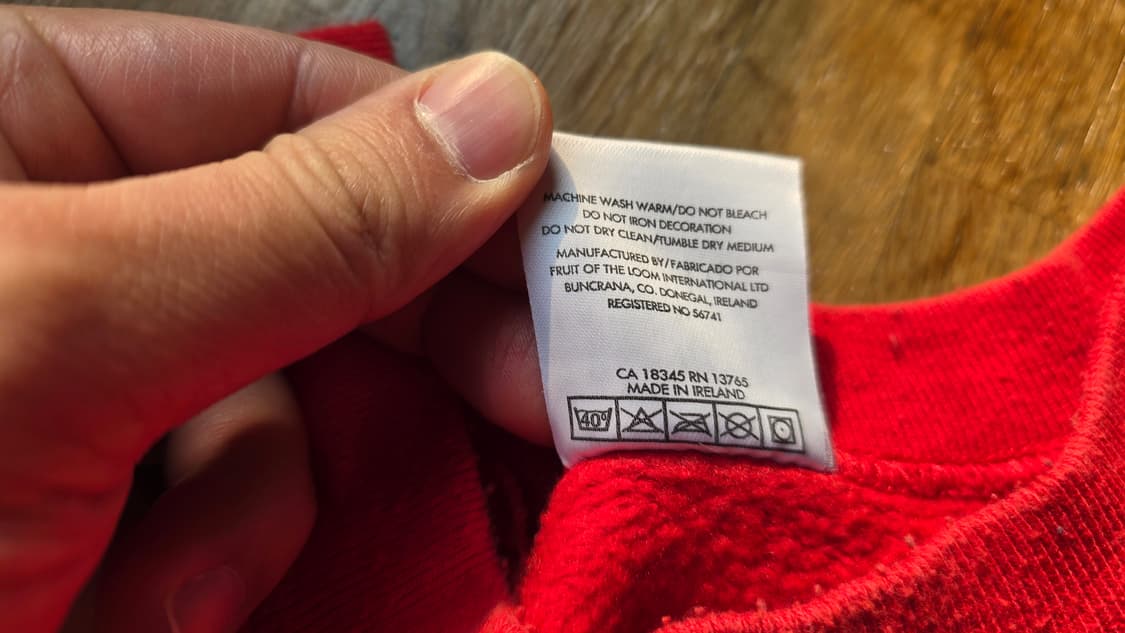 MACHINE WASH WARM/DO NOT BLEACH
DO NOT IRON DECORATION
DO NOT DRY CLEAN/TUMBLE DRY MEDIUM
MANUFACTURED BY/FABRICADO POR
FRUIT OF THE LOOM INTERNATIONAL LTD
BUNCRANA, CO. DONEGAL, IRELAND
REGISTERED NO 56741
CA 18345 RN 13765
MADE IN IRELAND
40°